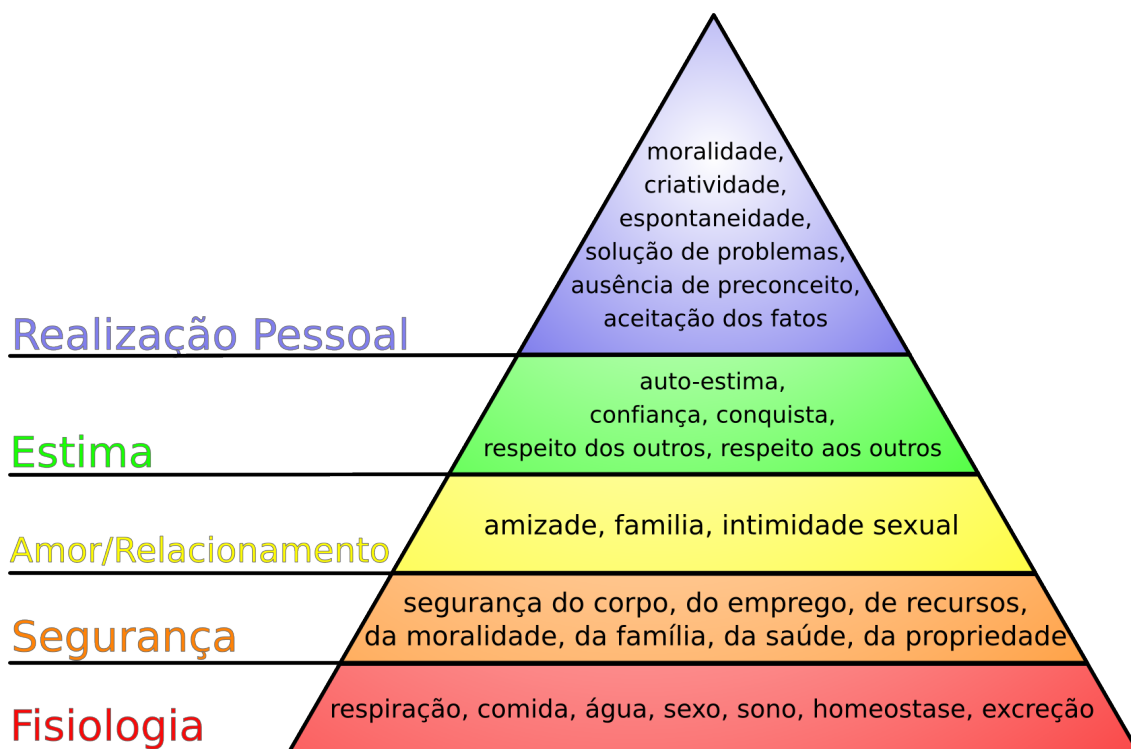 moralidade,
criatividade,
espontaneidade,
solução de problemas,
ausência de preconceito,
aceitação dos fatos
Realização Pessoal
auto-estima,
confiança, conquista,
respeito dos outros, respeito aos outros
Estima
amizade, familia, intimidade sexual
Amor/Relacionamento
segurança do corpo, do emprego, de recursos,
da moralidade, da família, da saúde, da propriedade
Segurança
respiração, comida, água, sexo, sono, homeostase, excreção
Fisiologia